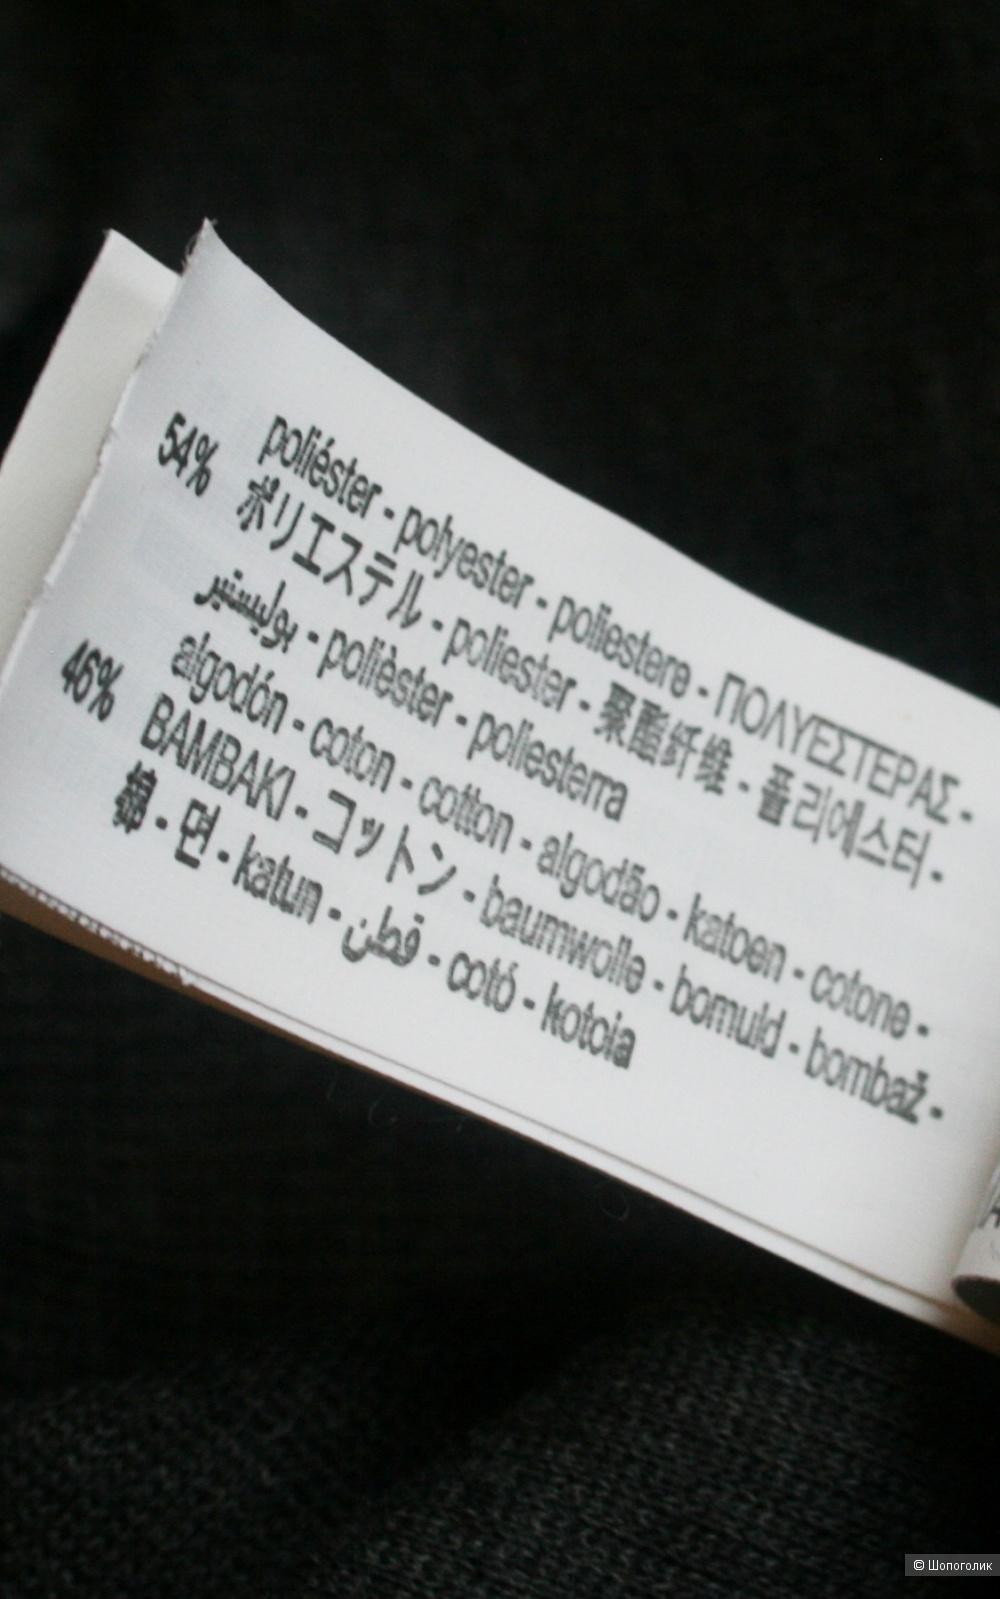 54% poliéster - polyester - poliestere - ΠΟΛΥΕΣΤΕΡΑΣ -
ポリエステル - poliester - 聚酯纤维 - 폴리에스터 -
بوليستير - polièster - poliesterra
46% algodón - coton - cotton - algodão - katoen - cotone -
BAMBAKI - コットン - baumwolle - bomuld - bombaž -
綿 - 면 - katun - قطن - cotó - kotoia
© Шопоголик